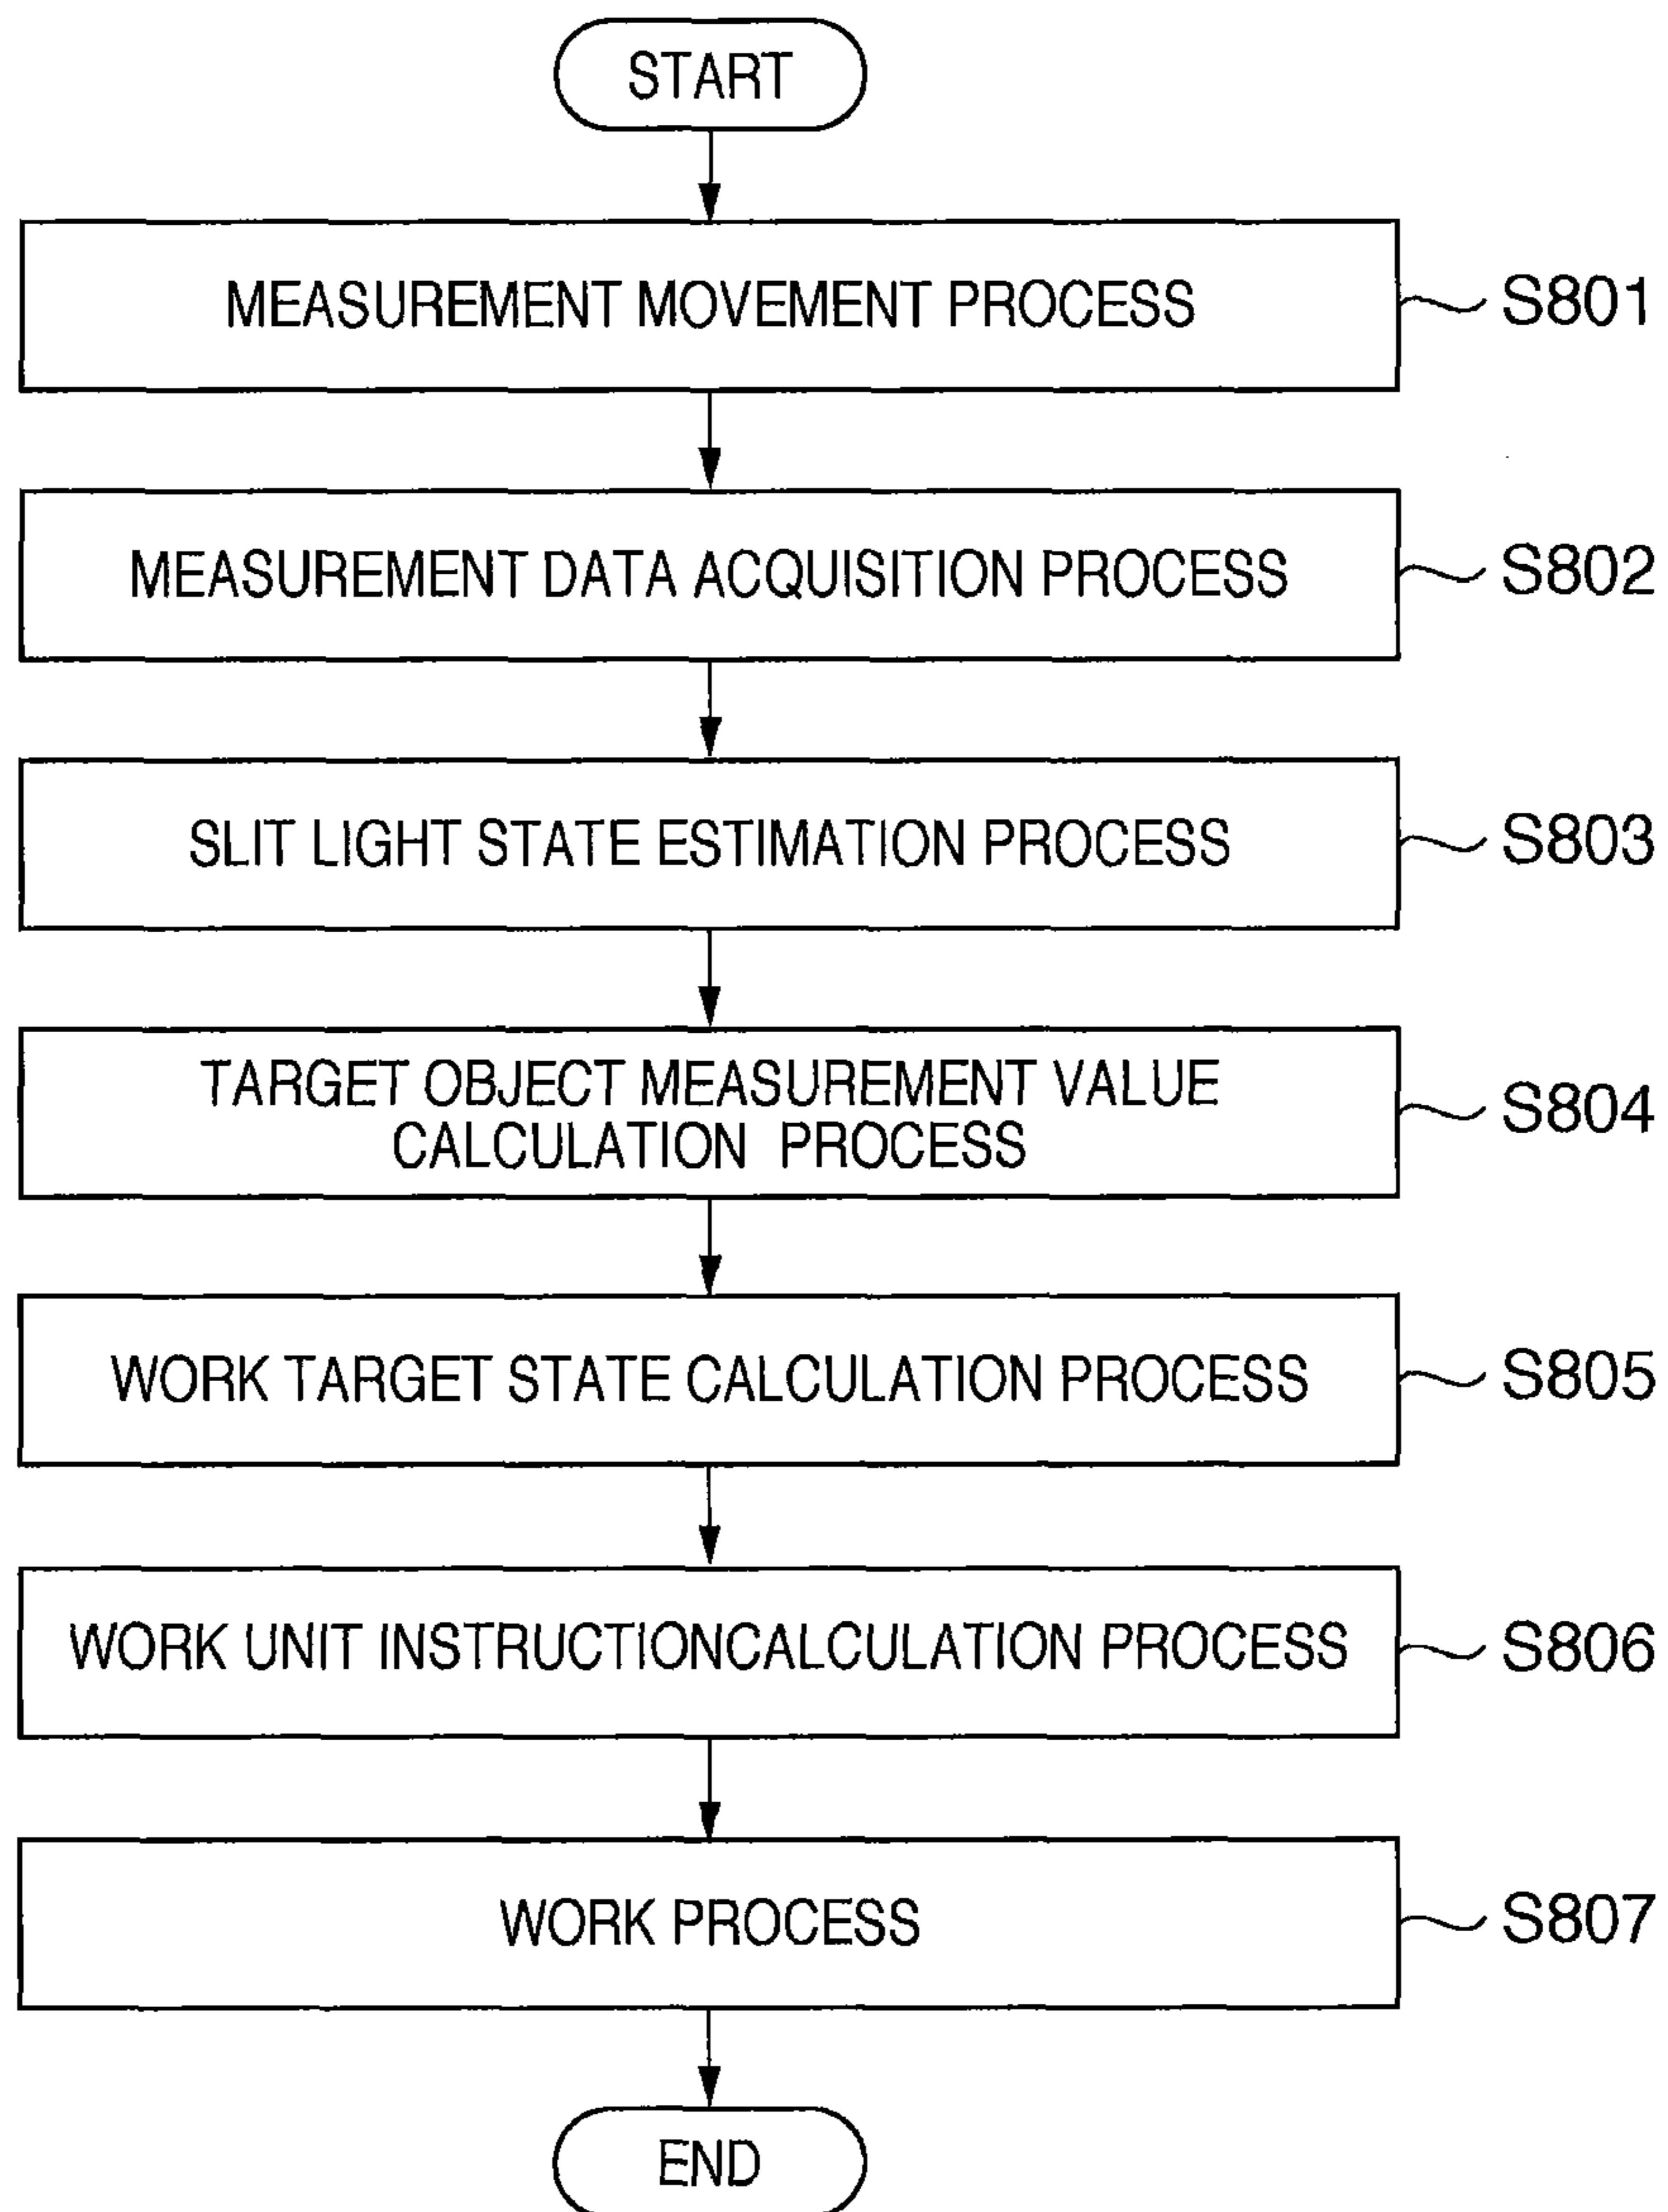 START
MEASUREMENT MOVEMENT PROCESS
S801
MEASUREMENT DATA ACQUISITION PROCESS
S802
SLIT LIGHT STATE ESTIMATION PROCESS
S803
TARGET OBJECT MEASUREMENT VALUE
CALCULATION PROCESS
S804
WORK TARGET STATE CALCULATION PROCESS
S805
WORK UNIT INSTRUCTIONCALCULATION PROCESS
S806
WORK PROCESS
S807
END